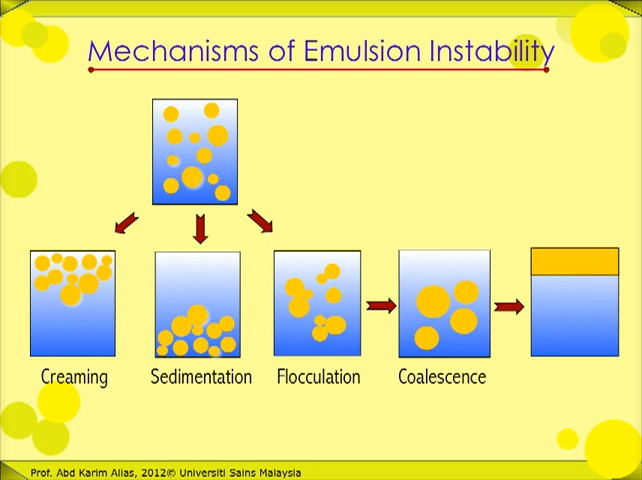 Mechanisms of Emulsion Instability
Creaming
Sedimentation
Flocculation
Coalescence
Prof. Abd Karim Alias, 2012© Universiti Sains Malaysia